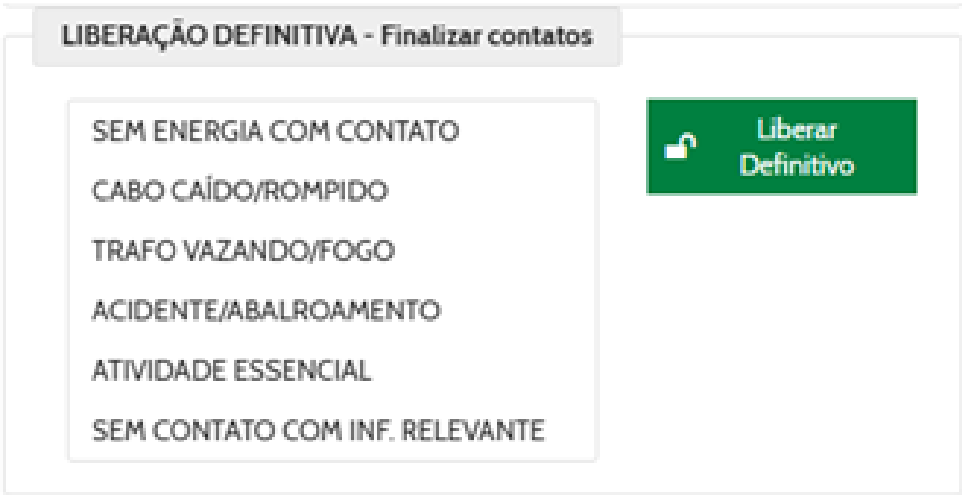 LIBERAÇÃO DEFINITIVA - Finalizar contatos
SEM ENERGIA COM CONTATO
CABO CAÍDO/ROMPIDO
TRAFO VAZANDO/FOGO
ACIDENTE/ABALROAMENTO
ATIVIDADE ESSENCIAL
SEM CONTATO COM INF. RELEVANTE
Liberar
Definitivo